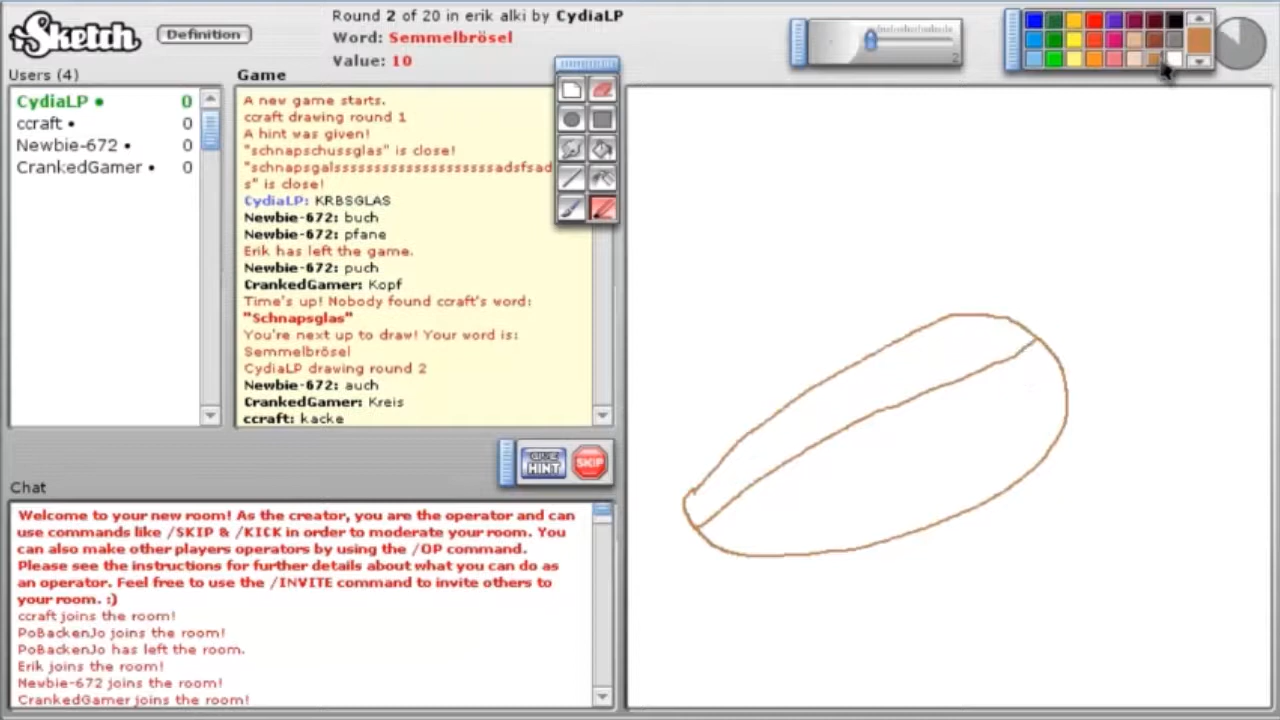 iSketch
Definition
Round 2 of 20 in erik alki by CydiaLP
Word: Semmelbrösel
Value: 10
2
Users (4)
CydiaLP • 0
ccraft • 0
Newbie-672 • 0
CrankedGamer • 0
Game
A new game starts.
ccraft drawing round 1
A hint was given!
"schnapschussglas" is close!
"schnapsgalsssssssssssssssssssssadsfsad
s" is close!
CydiaLP: KRBSGLAS
Newbie-672: buch
Newbie-672: pfane
Erik has left the game.
Newbie-672: puch
CrankedGamer: Kopf
Time's up! Nobody found ccraft's word:
"Schnapsglas"
You're next up to draw! Your word is:
Semmelbrösel
CydiaLP drawing round 2
Newbie-672: auch
CrankedGamer: Kreis
ccraft: kacke
GIVE
HINT
SKIP
Chat
Welcome to your new room! As the creator, you are the operator and can
use commands like /SKIP & /KICK in order to moderate your room. You
can also make other players operators by using the /OP command.
Please see the instructions for further details about what you can do as
an operator. Feel free to use the /INVITE command to invite others to
your room. :)
ccraft joins the room!
PoBackenJo joins the room!
PoBackenJo has left the room.
Erik joins the room!
Newbie-672 joins the room!
CrankedGamer joins the room!